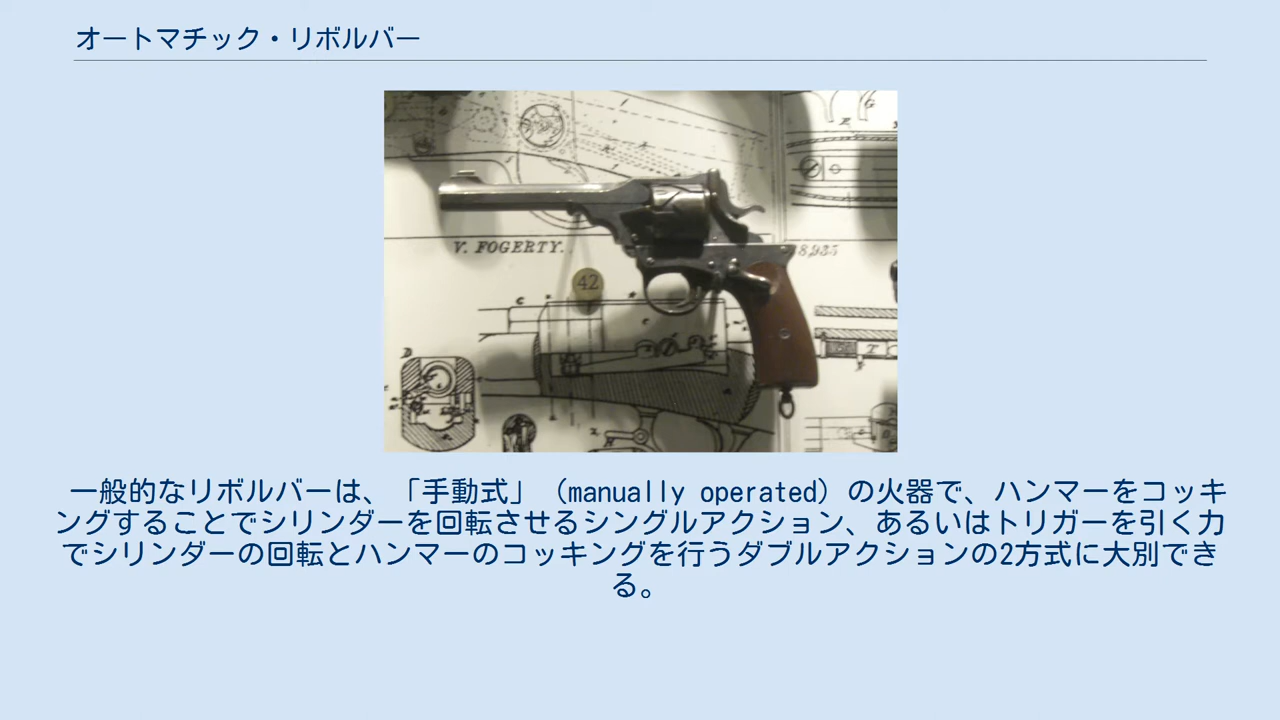 オートマチック・リボルバー
V. FOGERTY.
42
C
D
T
H
一般的なリボルバーは、「手動式」（manually operated）の火器で、ハンマーをコッキ
ングすることでシリンダーを回転させるシングルアクション、あるいはトリガーを引く力
でシリンダーの回転とハンマーのコッキングを行うダブルアクションの2方式に大別でき
る。